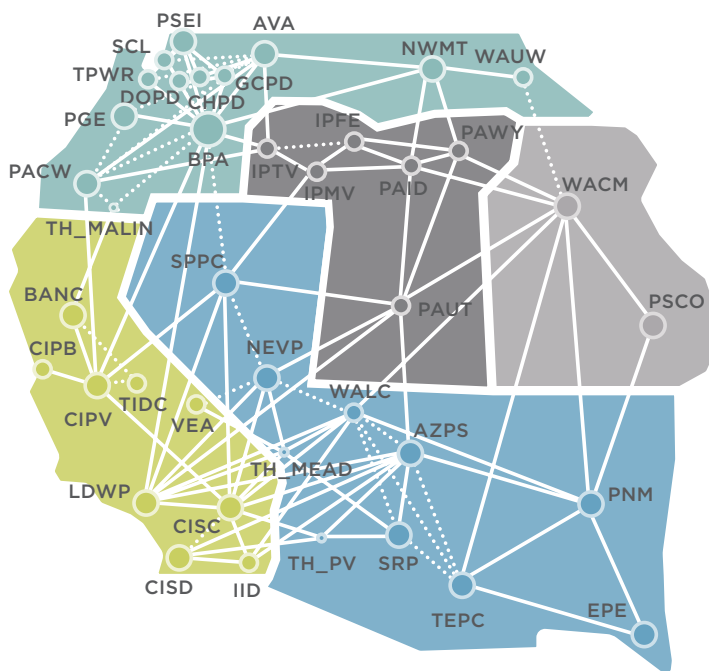 PSEI
AVA
SCL
NWMT
WAUW
TPWR
GCPD
DOPD
CHPD
PGE
IPFE
PAWY
BPA
IPTV
PACW
IPMV
PAID
WACM
TH_MALIN
SPPC
BANC
PSCO
PAUT
CIPB
NEVP
WALC
TIDC
CIPV
VEA
AZPS
TH_MEAD
LDWP
PNM
CISC
TH_PV
SRP
CISD
IID
EPE
TEPC